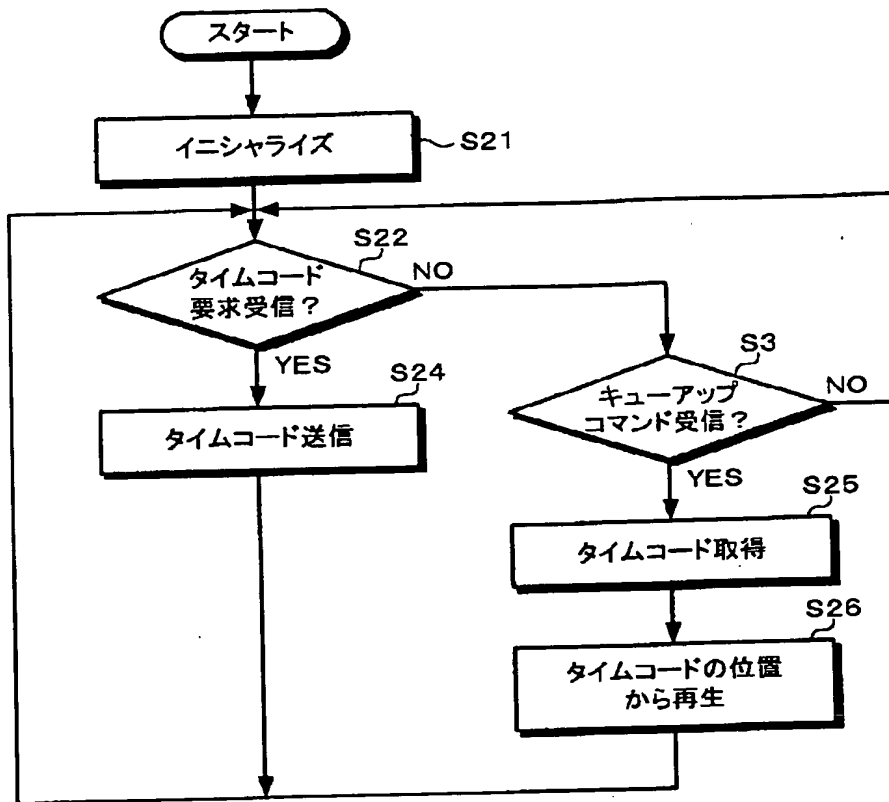 スタート
イニシャライズ
S21
S22
タイムコード
要求受信？
NO
YES
S24
タイムコード送信
S3
キューアップ
コマンド受信？
NO
YES
S25
タイムコード取得
S26
タイムコードの位置
から再生